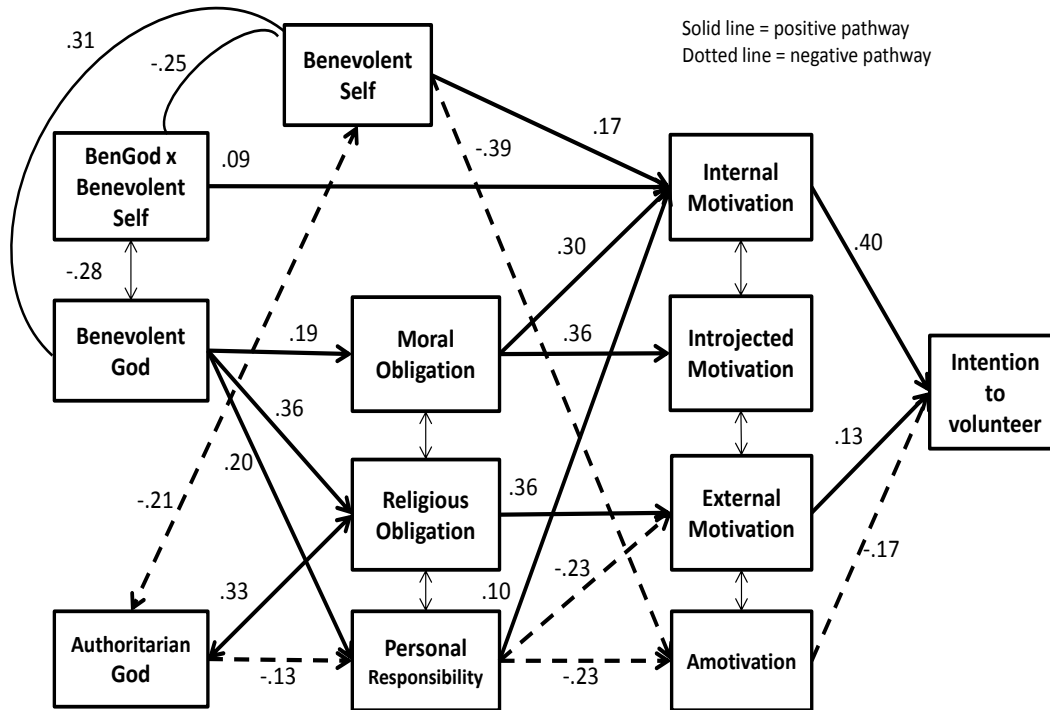 .31
Solid line = positive pathway
Dotted line = negative pathway
-.25
Benevolent
Self
.17
-.39
BenGod x
Benevolent
Self
.09
Internal
Motivation
.40
.30
-.28
Benevolent
God
.19
Moral
Obligation
.36
Introjected
Motivation
Intention
to
volunteer
.36
.20
.13
-.21
Religious
Obligation
.36
External
Motivation
-.17
-.23
.33
.10
Authoritarian
God
-.13
Personal
Responsibility
-.23
Amotivation